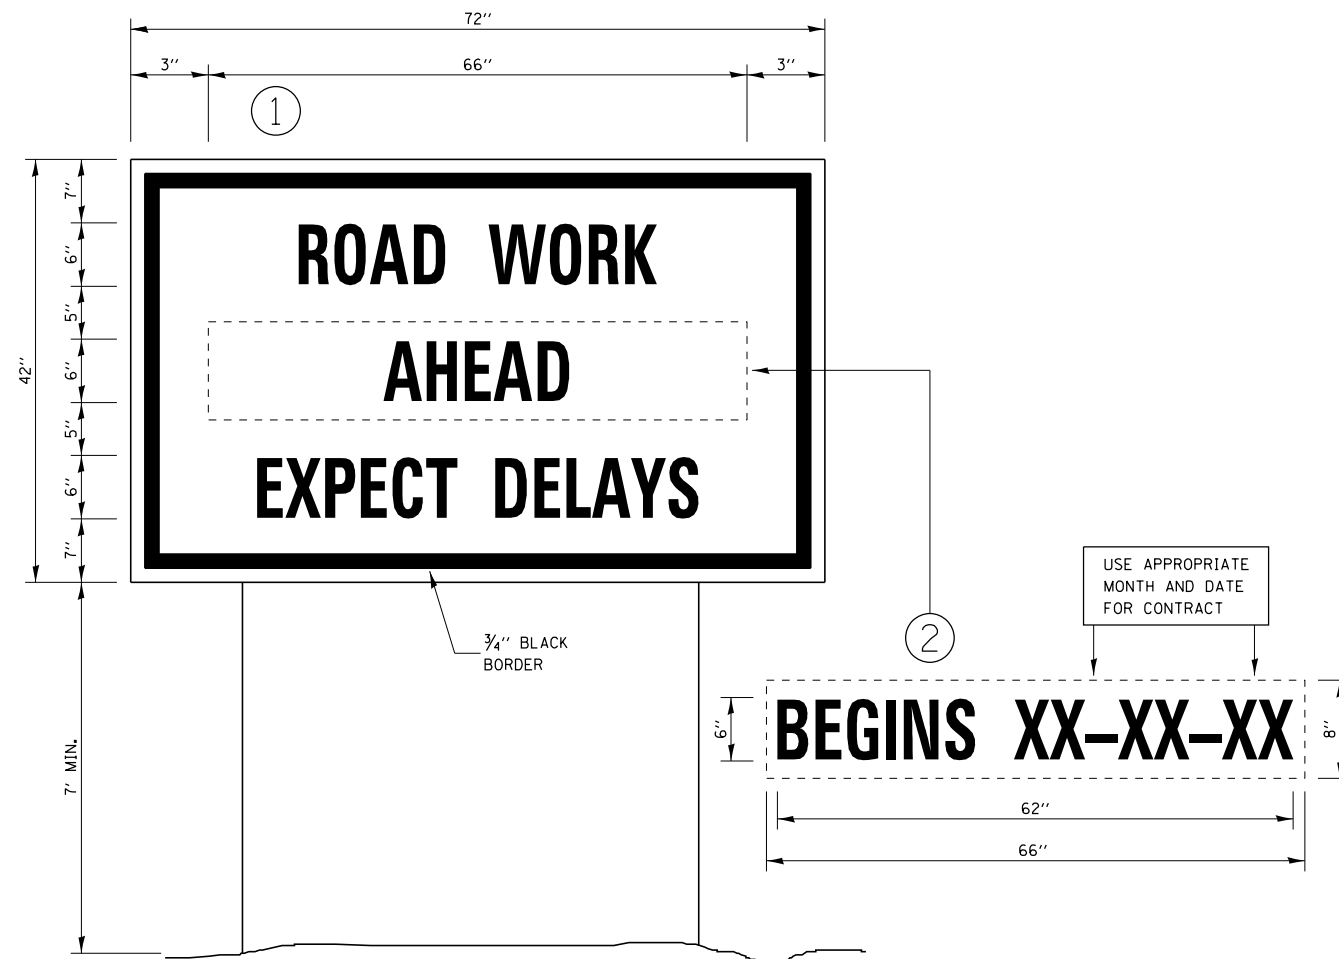 72''
3'' 66'' 3''
1
7''
6''
5''
6''
5''
6''
7''
42''
7' MIN.
ROAD WORK
AHEAD
EXPECT DELAYS
3/4'' BLACK
BORDER
2
USE APPROPRIATE
MONTH AND DATE
FOR CONTRACT
6''
BEGINS XX–XX–XX
8''
62''
66''